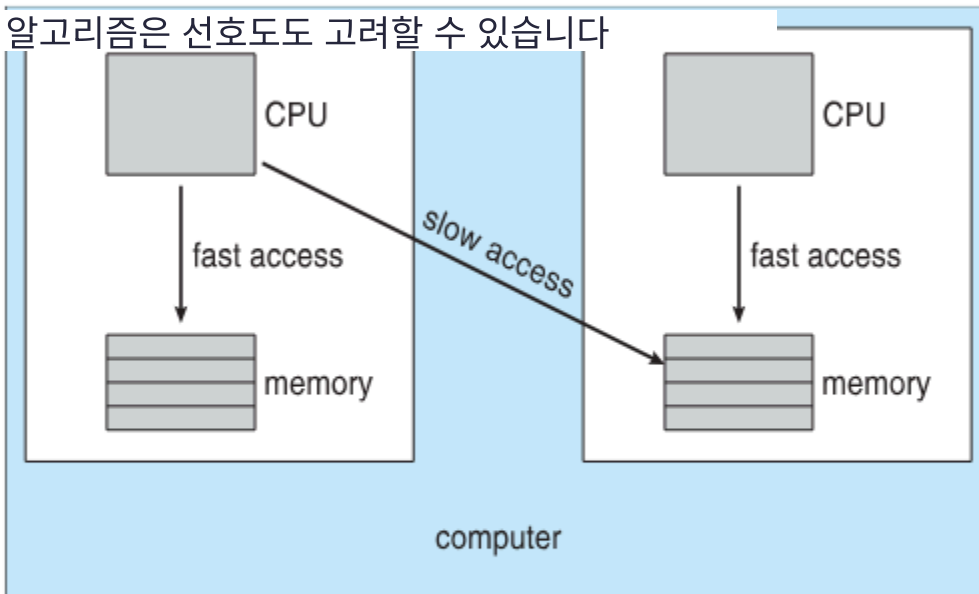 알고리즘은 선호도도 고려할 수 있습니다
CPU
CPU
slow access
fast access
fast access
memory
memory
computer